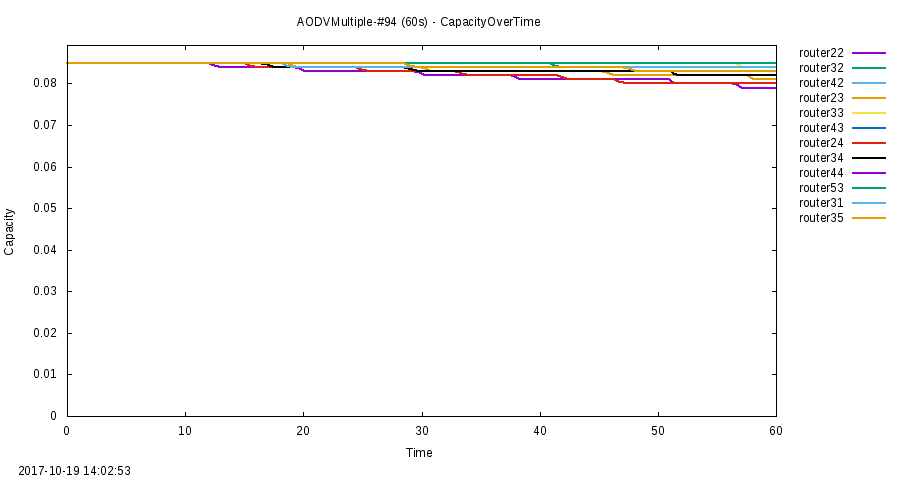 AODVMultiple-#94 (60s) - CapacityOverTime
router22
router32
router42
router23
router33
router43
router24
router34
router44
router53
router31
router35
Capacity
0.08
0.07
0.06
0.05
0.04
0.03
0.02
0.01
0
0 10 20 30 40 50 60
Time
2017-10-19 14:02:53